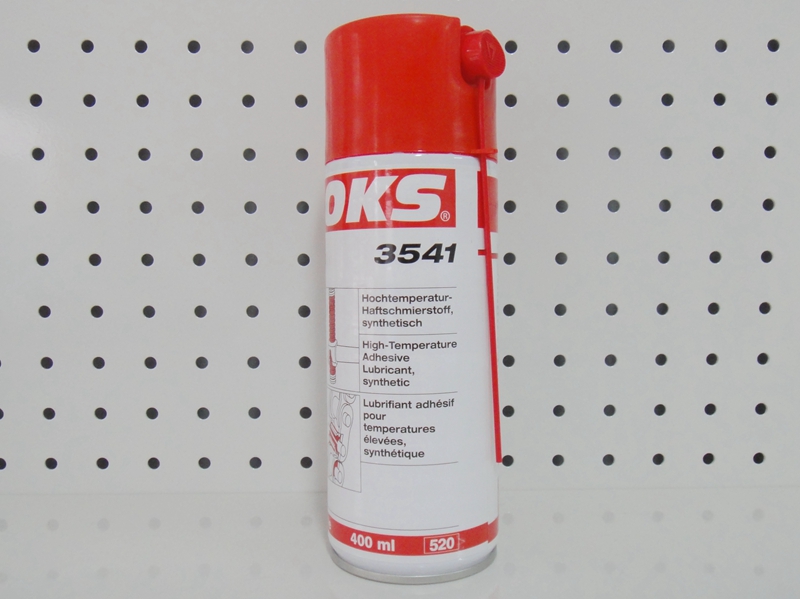 OKS®
3541
Hochtemperatur-
Haftschmierstoff,
synthetisch
High-Temperature
Adhesive
Lubricant,
synthetic
Lubrifiant adhésif
pour
temperatures
élevées,
synthétique
400 ml
520